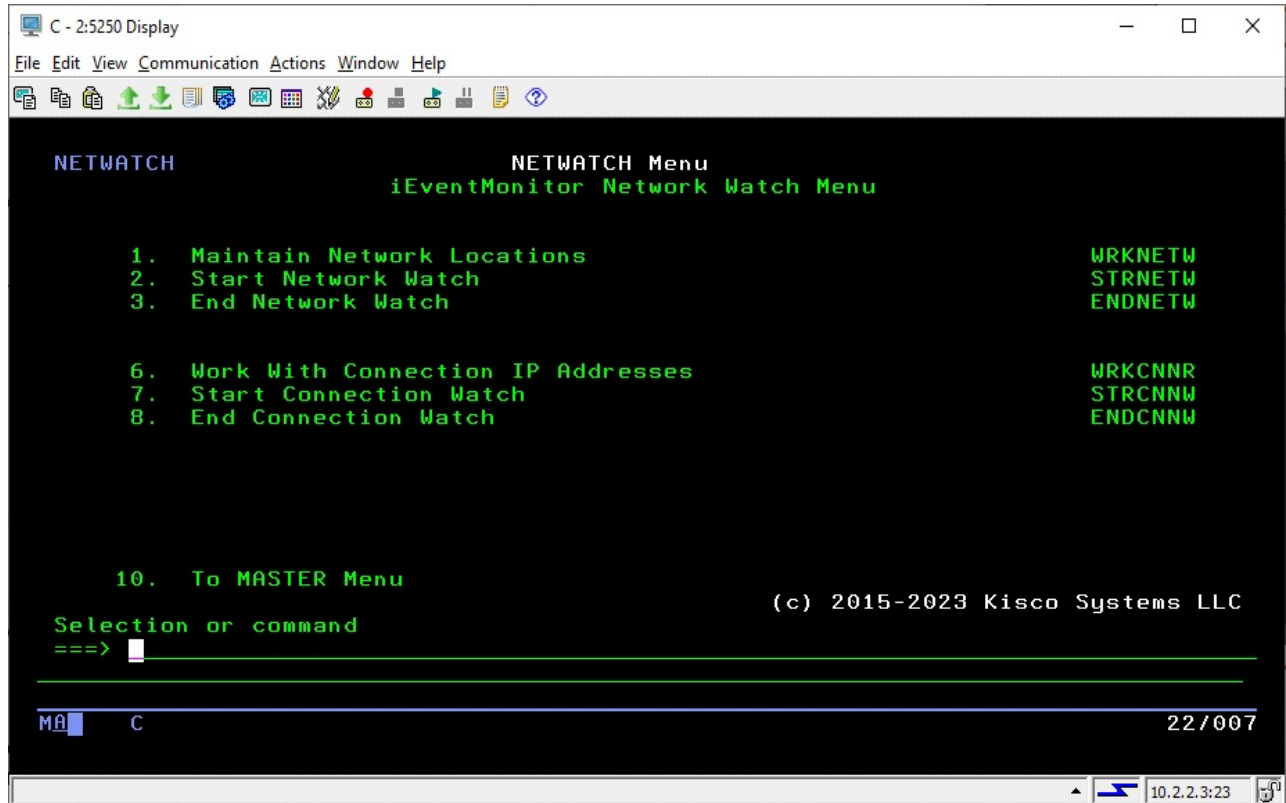 C - 2:5250 Display
File Edit View Communication Actions Window Help
NETWATCH NETWATCH Menu
iEventMonitor Network Watch Menu
1. Maintain Network Locations WRKNETW
2. Start Network Watch STRNETW
3. End Network Watch ENDNETW
6. Work With Connection IP Addresses WRKCNNR
7. Start Connection Watch STRCNNW
8. End Connection Watch ENDCNNW
10. To MASTER Menu
(c) 2015-2023 Kisco Systems LLC
Selection or command
===>
MA C 22/007
10.2.2.3:23